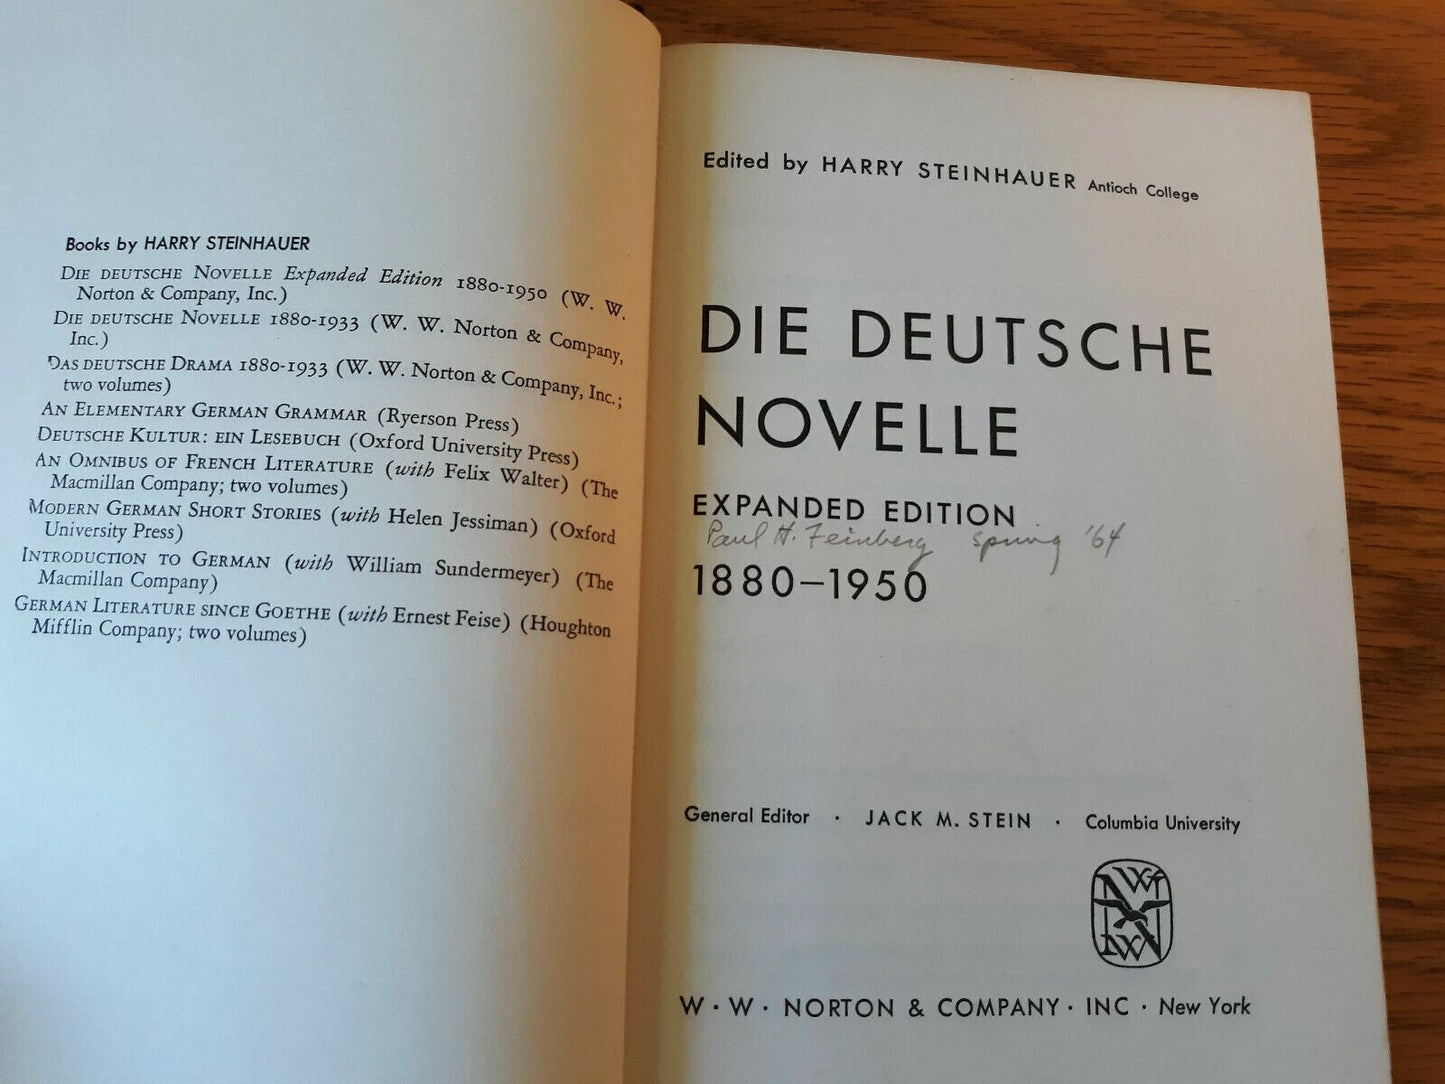 Books by HARRY STEINHAUER
DIE DEUTSCHE NOVELLE Expanded Edition 1880-1950 (W. W.
Norton & Company, Inc.)
DIE DEUTSCHE NOVELLE 1880-1933 (W. W. Norton & Company,
Inc.)
DAS DEUTSCHE DRAMA 1880-1933 (W. W. Norton & Company, Inc.;
two volumes)
AN ELEMENTARY GERMAN GRAMMAR (Ryerson Press)
DEUTSCHE KULTUR: EIN LESEBUCH (Oxford University Press)
AN OMNIBUS OF FRENCH LITERATURE (with Felix Walter) (The
Macmillan Company; two volumes)
MODERN GERMAN SHORT STORIES (with Helen Jessiman) (Oxford
University Press)
INTRODUCTION TO GERMAN (with William Sundermeyer) (The
Macmillan Company)
GERMAN LITERATURE SINCE GOETHE (with Ernest Feise) (Houghton
Mifflin Company; two volumes)
Edited by HARRY STEINHAUER Antioch College
DIE DEUTSCHE
NOVELLE
EXPANDED EDITION
Paul H. Feinberg spring '64
1880–1950
General Editor · JACK M. STEIN · Columbia University
WW
NWN
W · W · NORTON & COMPANY · INC · New York